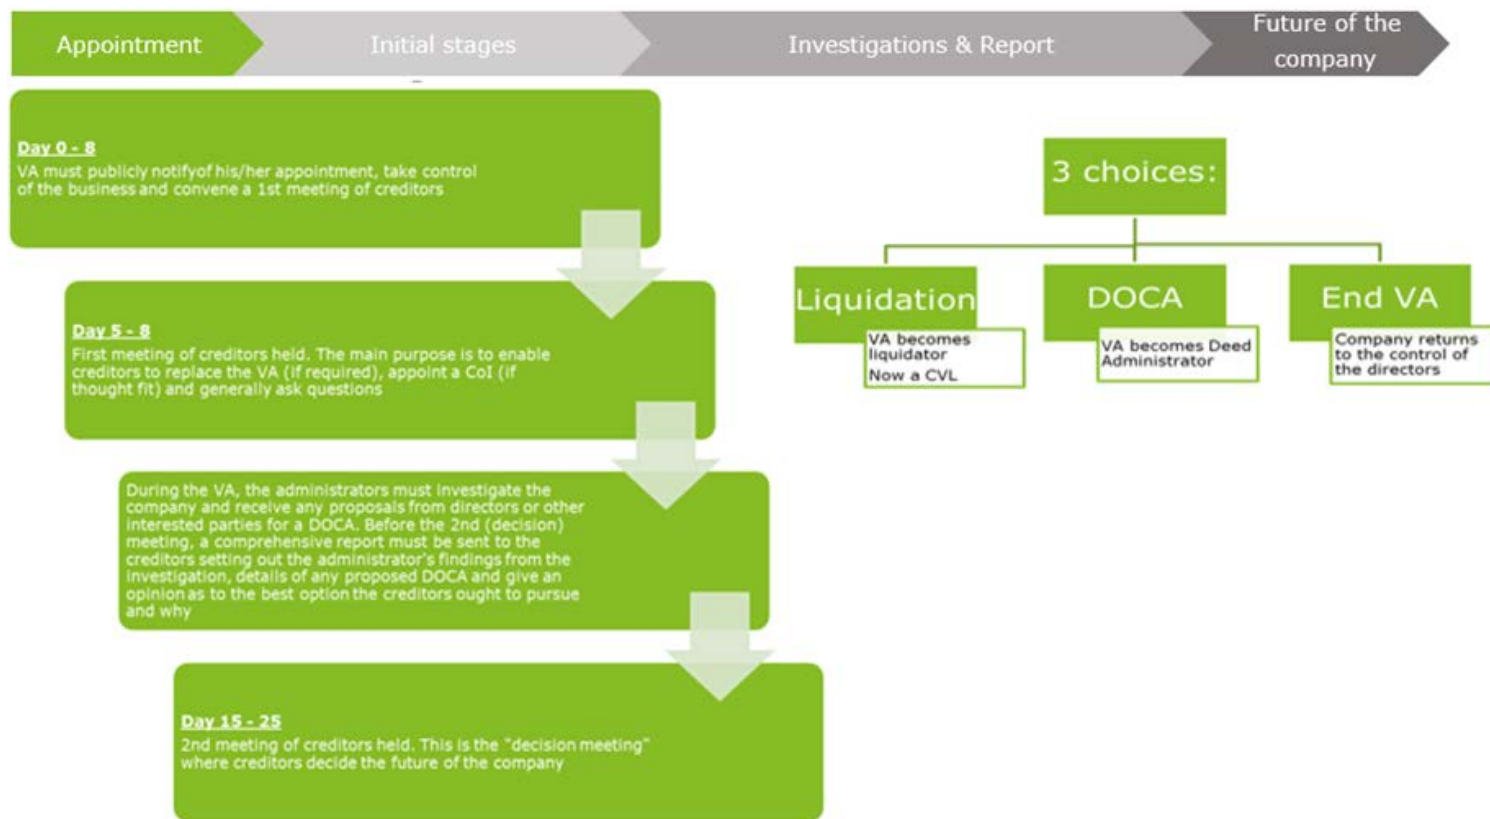 Appointment
Initial stages
Investigations & Report
Future of the
company
Day 0 - 8
VA must publicly notifyof his/her appointment, take control
of the business and convene a 1st meeting of creditors
Day 5 - 8
First meeting of creditors held. The main purpose is to enable
creditors to replace the VA (if required), appoint a CoI (if
thought fit) and generally ask questions
During the VA, the administrators must investigate the
company and receive any proposals from directors or other
interested parties for a DOCA. Before the 2nd (decision)
meeting, a comprehensive report must be sent to the
creditors setting out the administrator's findings from the
investigation, details of any proposed DOCA and give an
opinion as to the best option the creditors ought to pursue
and why
Day 15 - 25
2nd meeting of creditors held. This is the "decision meeting"
where creditors decide the future of the company
3 choices:
Liquidation
VA becomes
liquidator
Now a CVL
DOCA
VA becomes Deed
Administrator
End VA
Company returns
to the control of
the directors